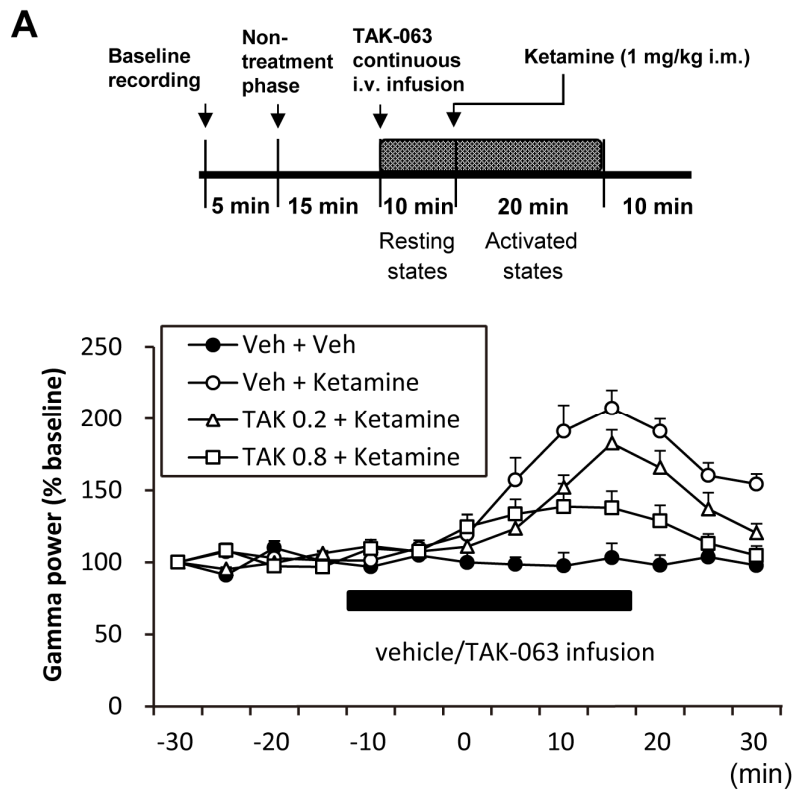 A
Baseline
recording
Non-
treatment
phase
TAK-063
continuous
i.v. infusion
Ketamine (1 mg/kg i.m.)
5 min
15 min
10 min
20 min
10 min
Resting
states
Activated
states
Gamma power (% baseline)
250
200
150
100
50
0
Veh + Veh
Veh + Ketamine
TAK 0.2 + Ketamine
TAK 0.8 + Ketamine
vehicle/TAK-063 infusion
-30
-20
-10
0
10
20
30
(min)